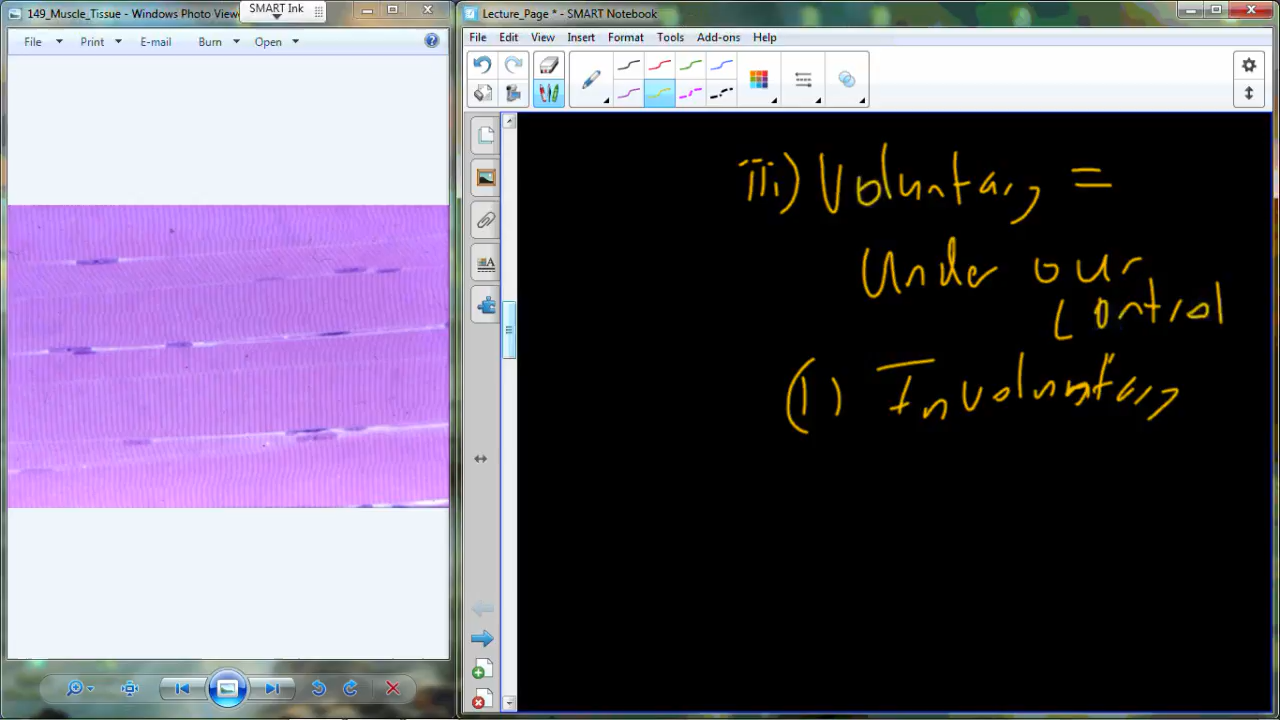 149_Muscle_Tissue - Windows Photo View
SMART Ink
File Print E-mail Burn Open
Lecture_Page * - SMART Notebook
File Edit View Insert Format Tools Add-ons Help
iii) Voluntary =
Under our
control
(1) Involuntary